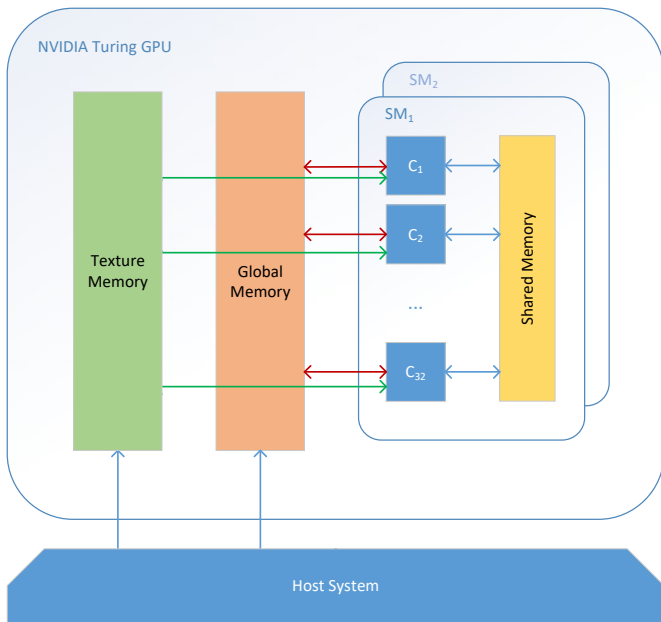 NVIDIA Turing GPU
SM₂
SM₁
C₁
C₂
Texture
Memory
Global
Memory
Shared Memory
...
C₃₂
Host System